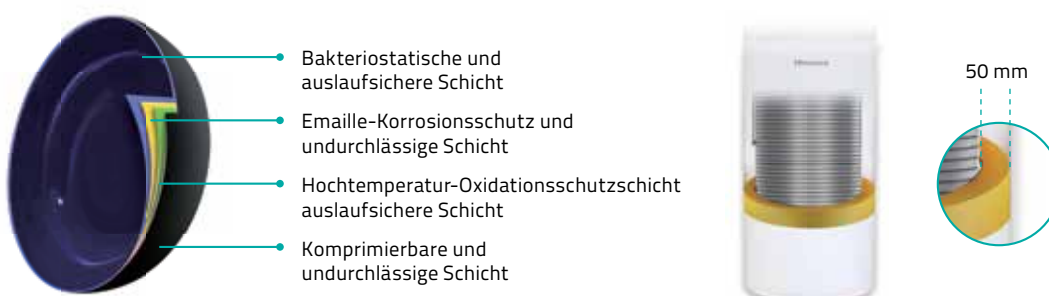 Bakteriostatische und
auslaufsichere Schicht
Emaille-Korrosionsschutz und
undurchlässige Schicht
Hochtemperatur-Oxidationsschutzschicht
auslaufsichere Schicht
Komprimierbare und
undurchlässige Schicht
50 mm